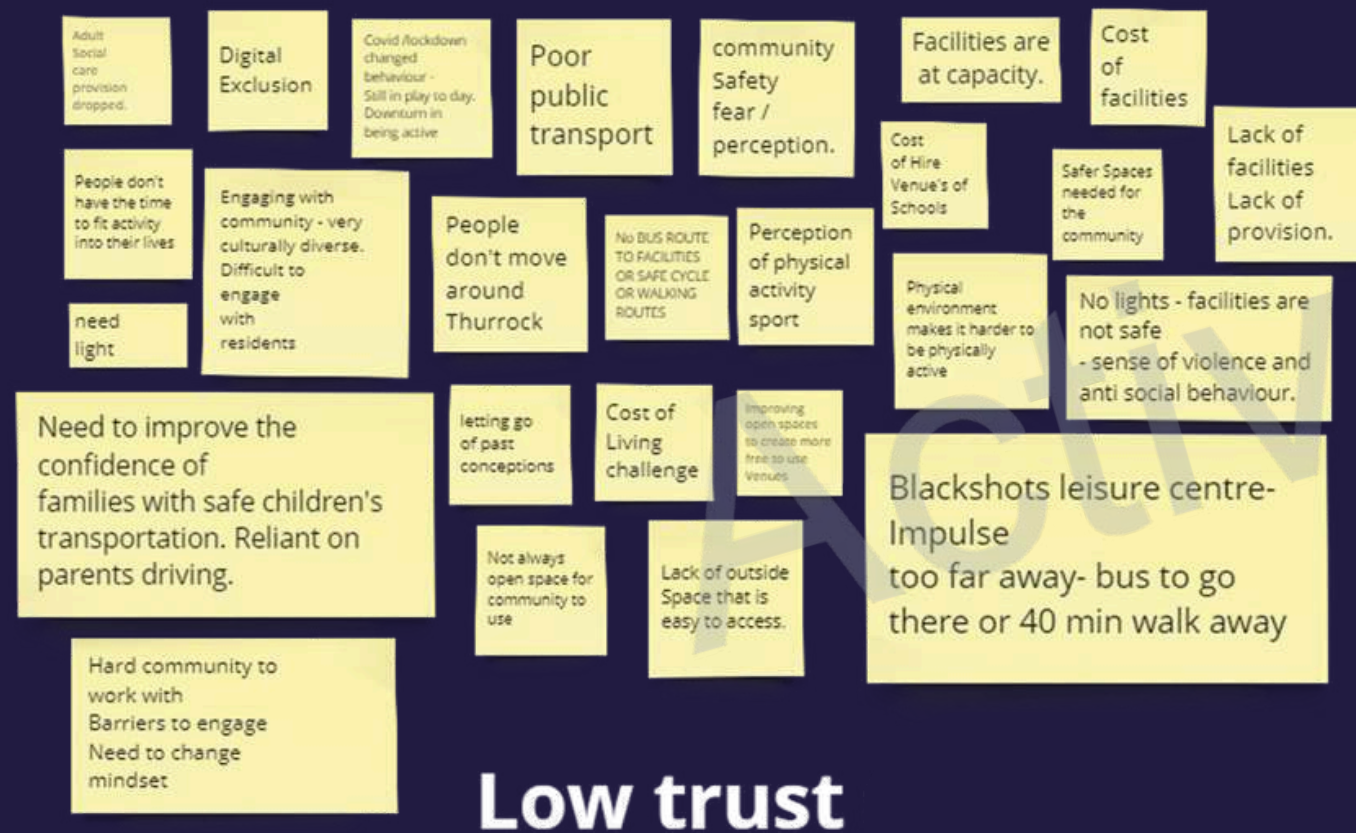 Adult
Social
care
provision
dropped.
Digital
Exclusion
Covid /lockdown
changed
behaviour -
Still in play to day.
Downturn in
being active
Poor
public
transport
community
Safety
fear /
perception.
Facilities are
at capacity.
Cost
of
facilities
Cost
of Hire
Venue's of
Schools
Safer Spaces
needed for
the
community
Lack of
facilities
Lack of
provision.
People don't
have the time
to fit activity
into their lives
Engaging with
community - very
culturally diverse.
Difficult to
engage
with
residents
People
don't move
around
Thurrock
No BUS ROUTE
TO FACILITIES
OR SAFE CYCLE
OR WALKING
ROUTES
Perception
of physical
activity
sport
Physical
environment
makes it harder to
be physically
active
No lights - facilities are
not safe
- sense of violence and
anti social behaviour.
need
light
Need to improve the
confidence of
families with safe children's
transportation. Reliant on
parents driving.
letting go
of past
conceptions
Cost of
Living
challenge
Improving
open spaces
to create more
free to use
Venues
Blackshots leisure centre-
Impulse
too far away- bus to go
there or 40 min walk away
Not always
open space for
community to
use
Lack of outside
Space that is
easy to access.
Hard community to
work with
Barriers to engage
Need to change
mindset
Low trust
Activ